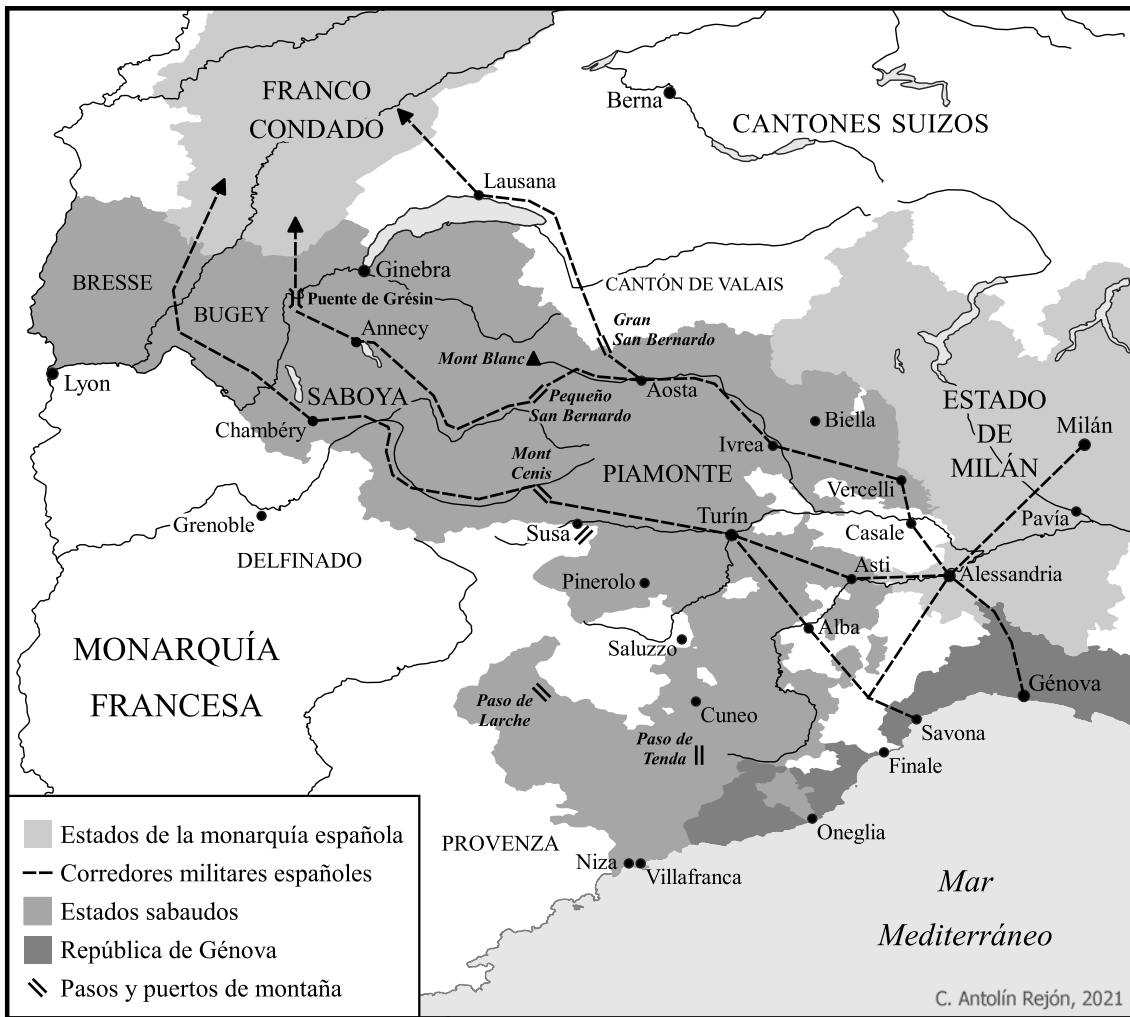 FRANCO
CONDADO
Berna
CANTONES SUIZOS
Lausana
BRESSE
Ginebra
CANTÓN DE VALAIS
BUGEY
Puente de Grésin
Annecy
Gran
San Bernardo
Mont Blanc
Lyon
SABOYA
Pequeño
San Bernardo
Aosta
ESTADO
DE
MILÁN
Milán
Chambéry
Biella
Ivrea
Mont
Cenis
PIAMONTE
Vercelli
Grenoble
Turín
Casale
Pavía
Susa
DELFINADO
Asti
Alessandria
Pinerolo
Alba
MONARQUÍA
FRANCESA
Saluzzo
Paso de
Larche
Cuneo
Génova
Paso de
Tenda
Savona
Finale
Oneglia
PROVENZA
Niza
Villafranca
Mar
Mediterráneo
Estados de la monarquía española
Corredores militares españoles
Estados sabaudos
República de Génova
Pasos y puertos de montaña
C. Antolín Rejón, 2021